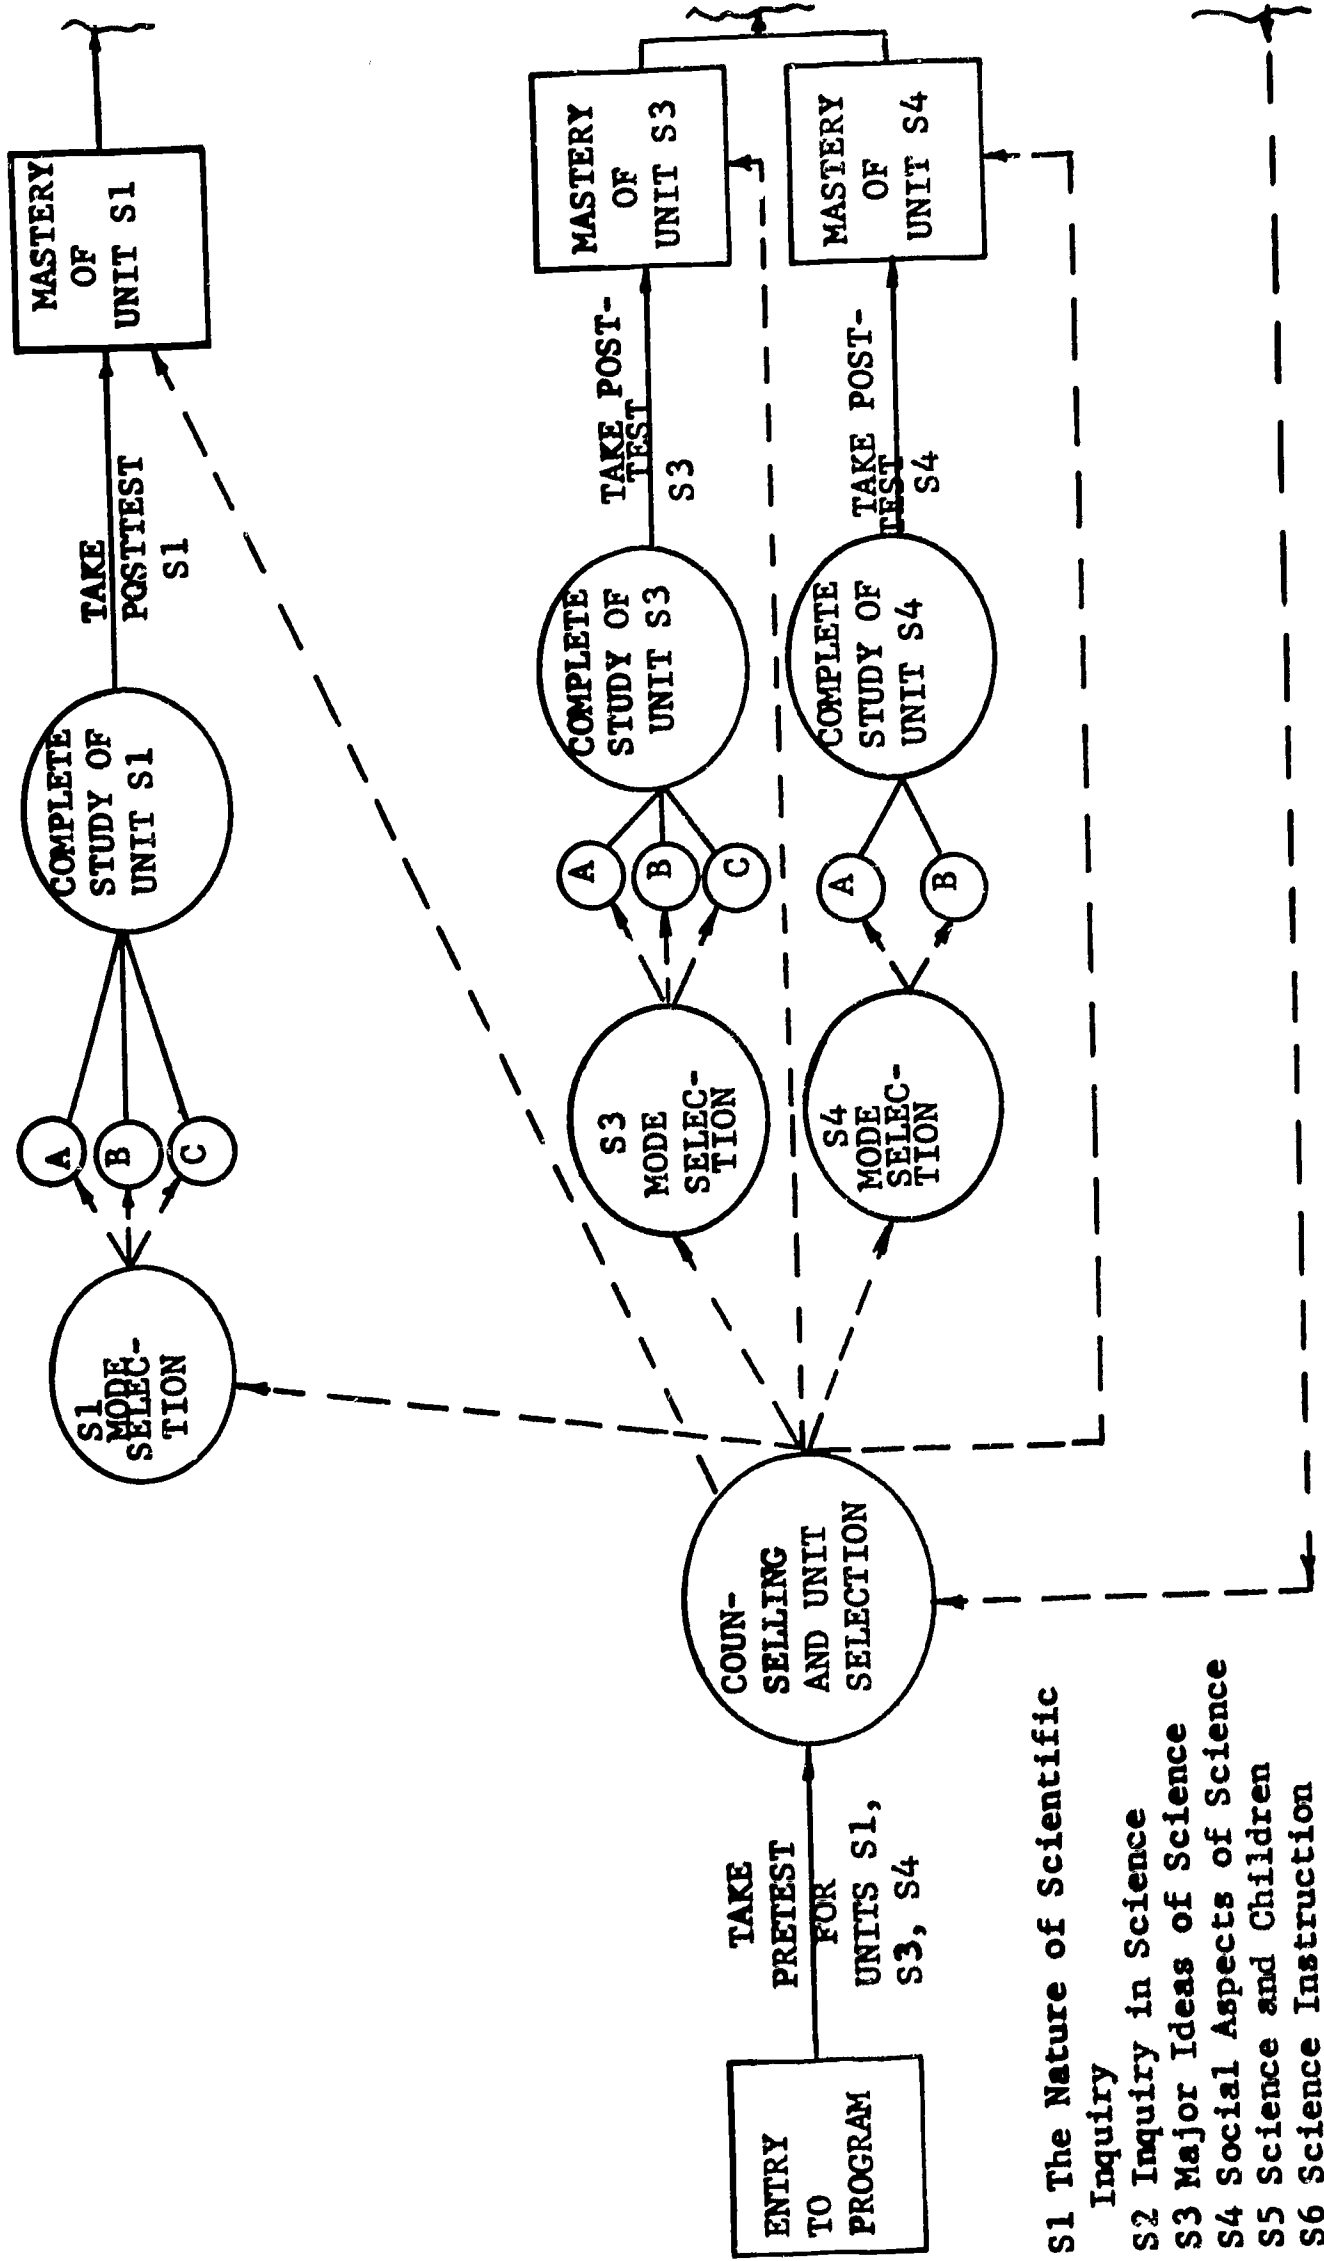 ENTRY
TO
PROGRAM
TAKE
PRETEST
FOR
UNITS S1,
S3, S4
COUN-
SELLING
AND UNIT
SELECTION
S1
MODE
SELEC-
TION
A
B
C
COMPLETE
STUDY OF
UNIT S1
TAKE
POSTTEST
S1
MASTERY
OF
UNIT S1
S3
MODE
SELEC-
TION
A
B
C
COMPLETE
STUDY OF
UNIT S3
TAKE POST-
TEST
S3
MASTERY
OF
UNIT S3
S4
MODE
SELEC-
TION
A
B
COMPLETE
STUDY OF
UNIT S4
TAKE POST-
TEST
S4
MASTERY
OF
UNIT S4
S1 The Nature of Scientific
Inquiry
S2 Inquiry in Science
S3 Major Ideas of Science
S4 Social Aspects of Science
S5 Science and Children
S6 Science Instruction